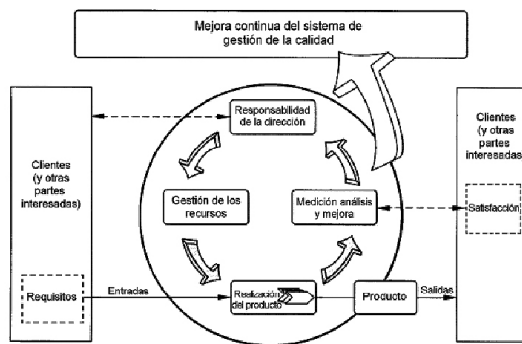 Mejora continua del sistema de
gestión de la calidad
Responsabilidad
de la dirección
Clientes
(y otras
partes
interesadas)
Clientes
(y otras
partes
interesadas)
Gestión de los
recursos
Medición análisis
y mejora
Satisfacción
Requisitos
Entradas
Realización
del producto
Producto
Salidas